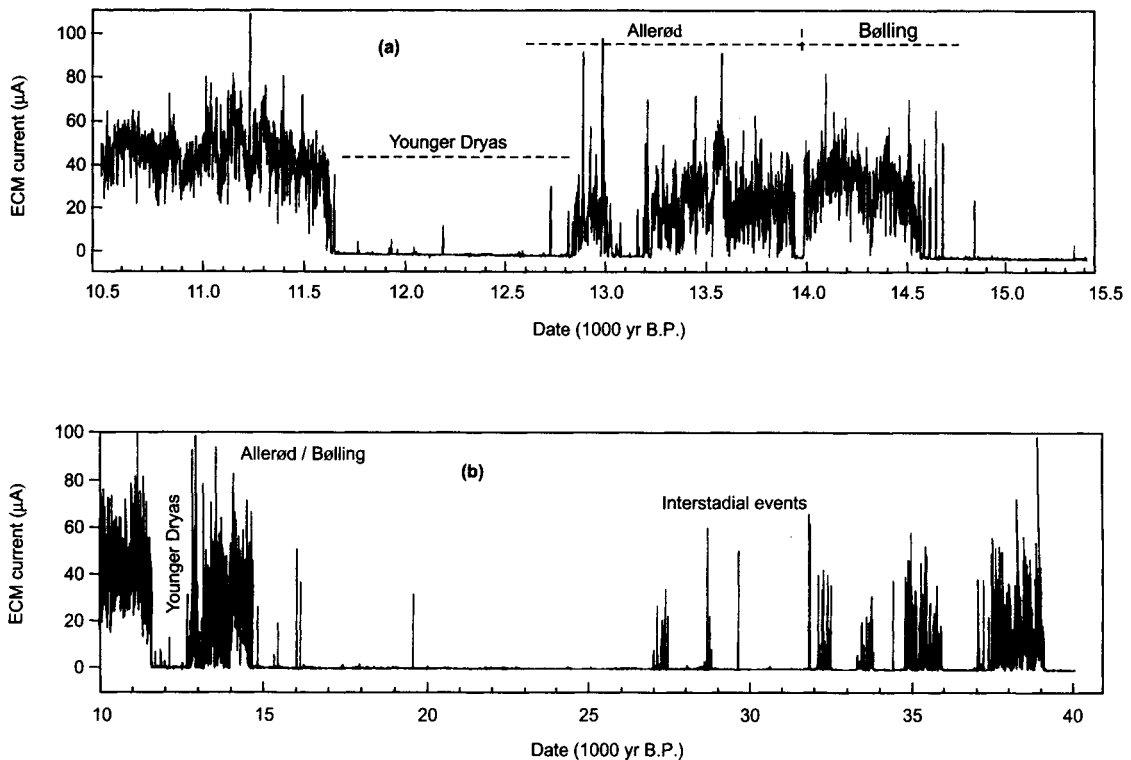 (a)
Allerød
Bølling
Younger Dryas
ECM current (µA)
100
80
60
40
20
0
10.5 11.0 11.5 12.0 12.5 13.0 13.5 14.0 14.5 15.0 15.5
Date (1000 yr B.P.)
(b)
Allerød / Bølling
Younger Dryas
Interstadial events
ECM current (µA)
100
80
60
40
20
0
10 15 20 25 30 35 40
Date (1000 yr B.P.)